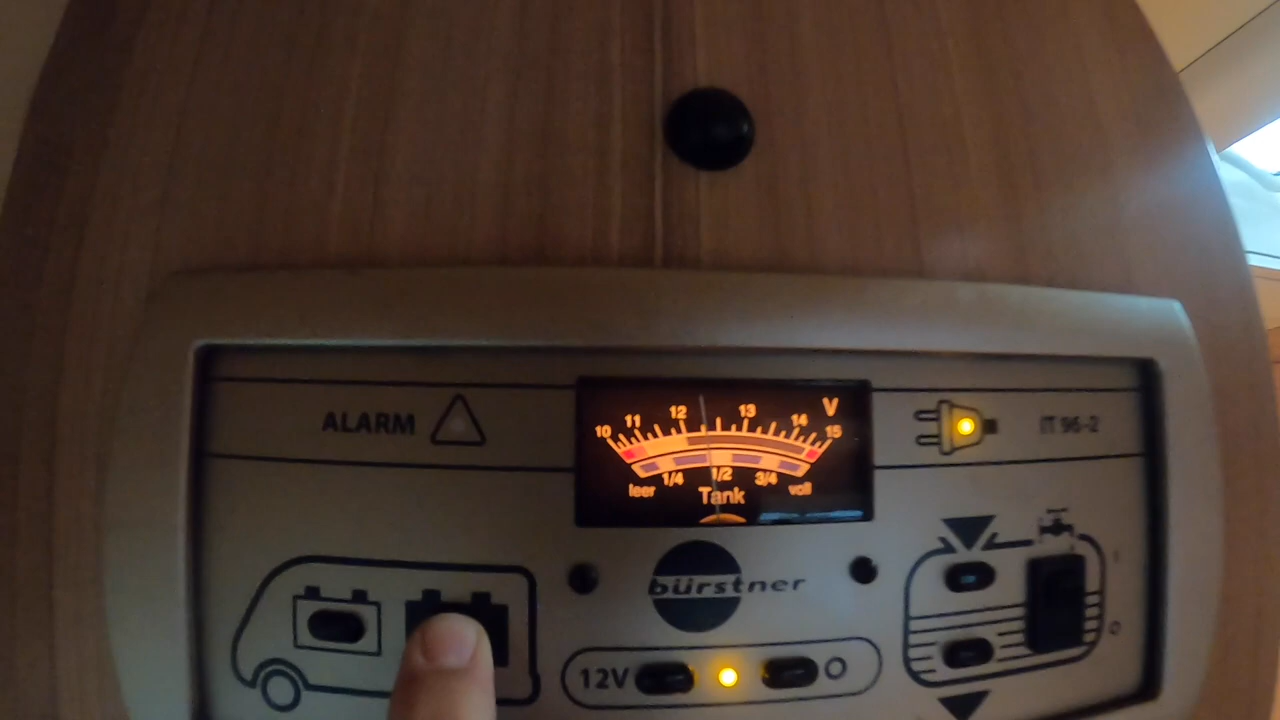 ALARM
10 11 12 13 14 15 V
leer 1/4 1/2 3/4 voll
Tank
IT 96-2
bürstner
12V
I
O